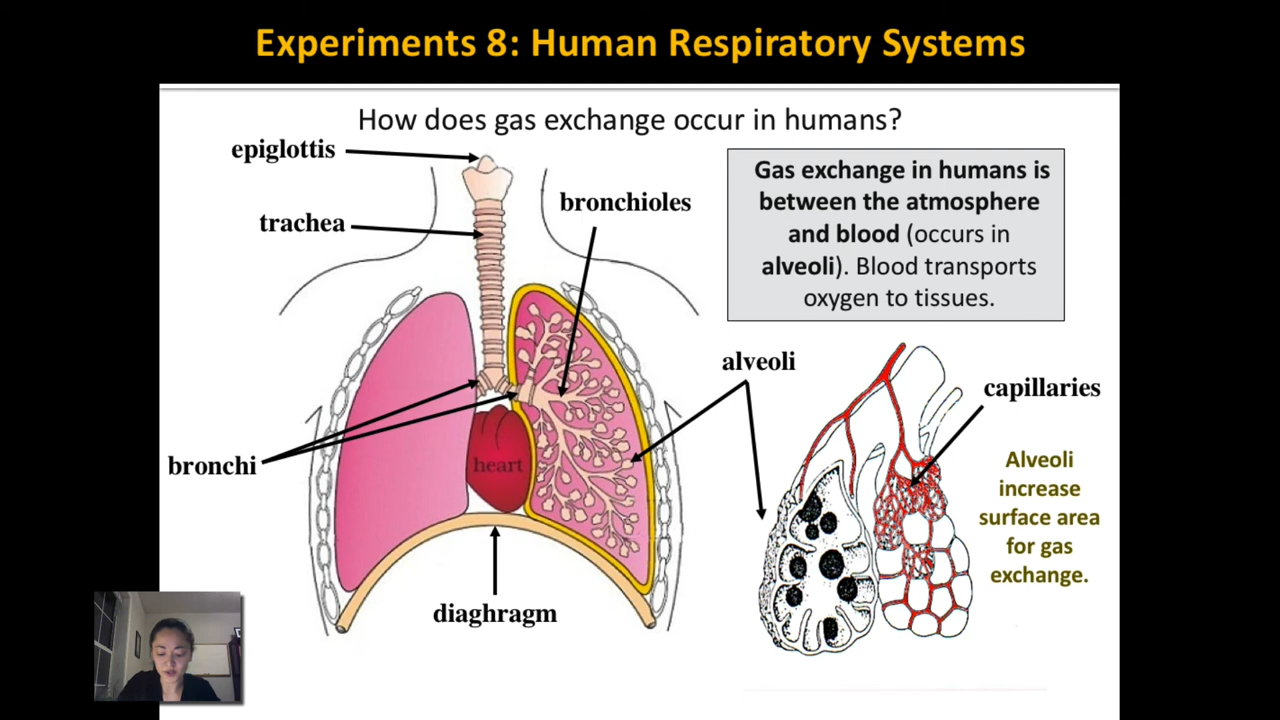 Experiments 8: Human Respiratory Systems
How does gas exchange occur in humans?
epiglottis
trachea
bronchioles
Gas exchange in humans is
between the atmosphere
and blood (occurs in
alveoli). Blood transports
oxygen to tissues.
alveoli
capillaries
bronchi
heart
Alveoli
increase
surface area
for gas
exchange.
diaghragm